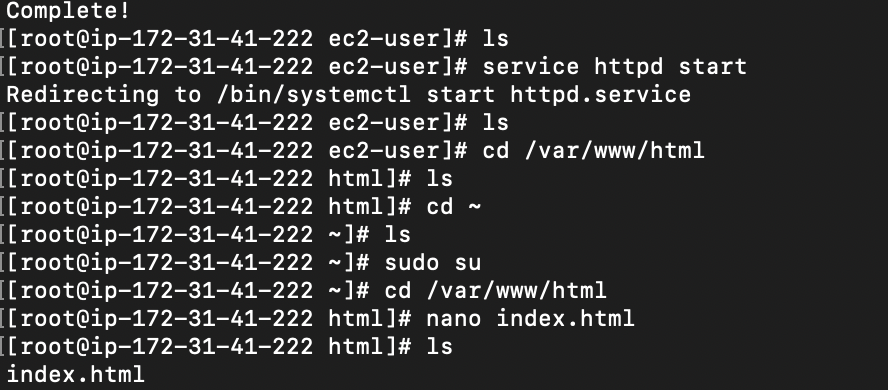 Complete!
[[root@ip-172-31-41-222 ec2-user]# ls
[[root@ip-172-31-41-222 ec2-user]# service httpd start
Redirecting to /bin/systemctl start httpd.service
[[root@ip-172-31-41-222 ec2-user]# ls
[[root@ip-172-31-41-222 ec2-user]# cd /var/www/html
[[root@ip-172-31-41-222 html]# ls
[[root@ip-172-31-41-222 html]# cd ~
[[root@ip-172-31-41-222 ~]# ls
[[root@ip-172-31-41-222 ~]# sudo su
[[root@ip-172-31-41-222 ~]# cd /var/www/html
[[root@ip-172-31-41-222 html]# nano index.html
[[root@ip-172-31-41-222 html]# ls
index.html